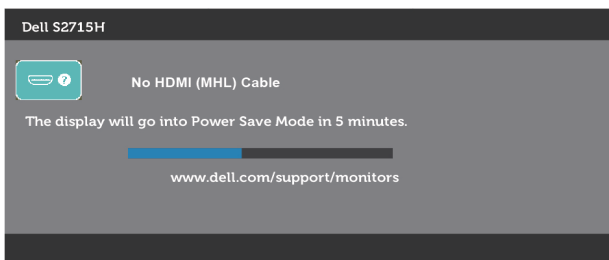 Dell S2715H
?
No HDMI (MHL) Cable
The display will go into Power Save Mode in 5 minutes.
www.dell.com/support/monitors